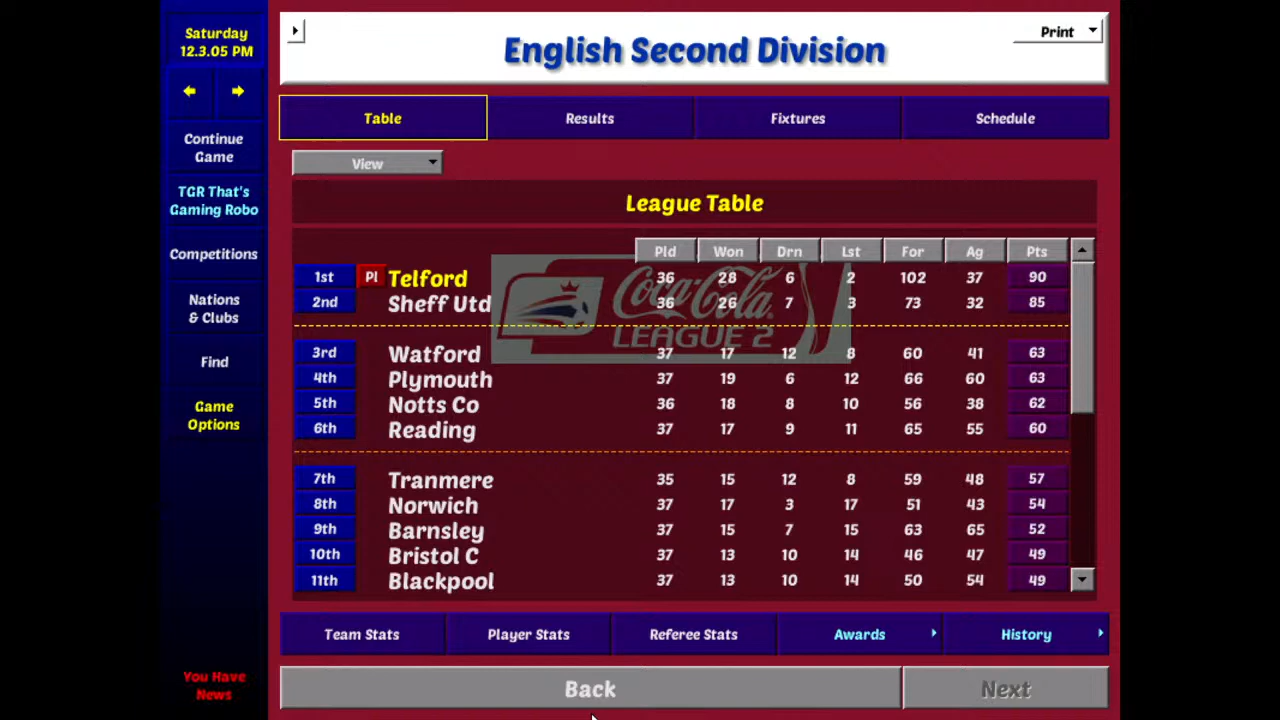 Saturday
12.3.05 PM
Continue
Game
TGR That's
Gaming Robo
Competitions
Nations
& Clubs
Find
Game
Options
You Have
News
English Second Division
Print
Table Results Fixtures Schedule
View
League Table
Pld Won Drn Lst For Ag Pts
1st Pl Telford 36 28 6 2 102 37 90
2nd Sheff Utd 36 26 7 3 73 32 85
Coca-Cola
LEAGUE 2
3rd Watford 37 17 12 8 60 41 63
4th Plymouth 37 19 6 12 66 60 63
5th Notts Co 36 18 8 10 56 38 62
6th Reading 37 17 9 11 65 55 60
7th Tranmere 35 15 12 8 59 48 57
8th Norwich 37 17 3 17 51 43 54
9th Barnsley 37 15 7 15 63 65 52
10th Bristol C 37 13 10 14 46 47 49
11th Blackpool 37 13 10 14 50 54 49
Team Stats Player Stats Referee Stats Awards History
Back Next